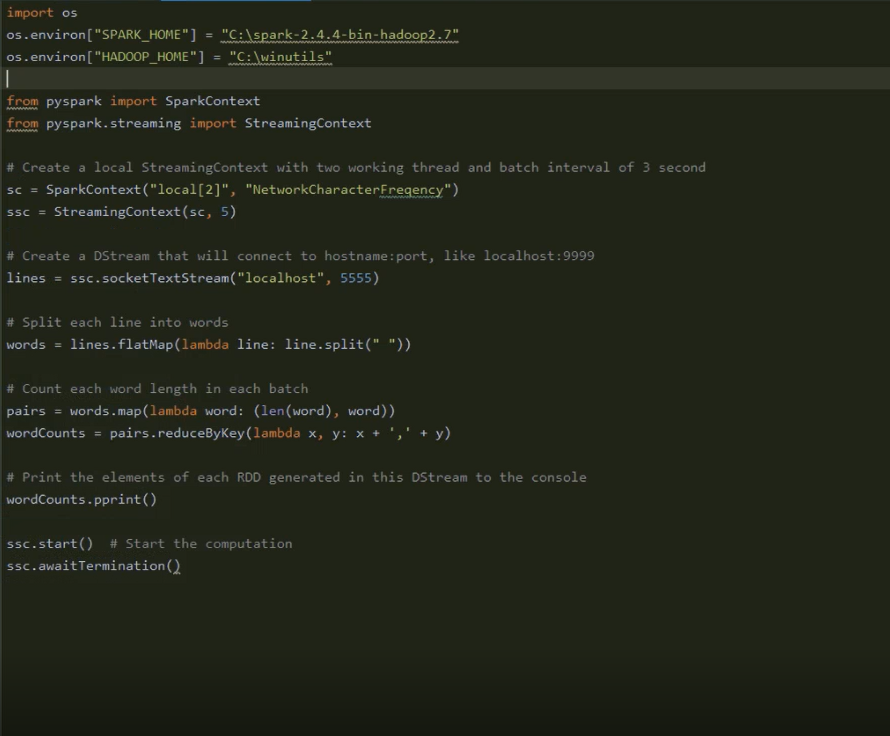 import os
os.environ["SPARK_HOME"] = "C:\spark-2.4.4-bin-hadoop2.7"
os.environ["HADOOP_HOME"] = "C:\winutils"
from pyspark import SparkContext
from pyspark.streaming import StreamingContext
# Create a local StreamingContext with two working thread and batch interval of 3 second
sc = SparkContext("local[2]", "NetworkCharacterFreqency")
ssc = StreamingContext(sc, 5)
# Create a DStream that will connect to hostname:port, like localhost:9999
lines = ssc.socketTextStream("localhost", 5555)
# Split each line into words
words = lines.flatMap(lambda line: line.split(" "))
# Count each word length in each batch
pairs = words.map(lambda word: (len(word), word))
wordCounts = pairs.reduceByKey(lambda x, y: x + ',' + y)
# Print the elements of each RDD generated in this DStream to the console
wordCounts.pprint()
ssc.start()  # Start the computation
ssc.awaitTermination()